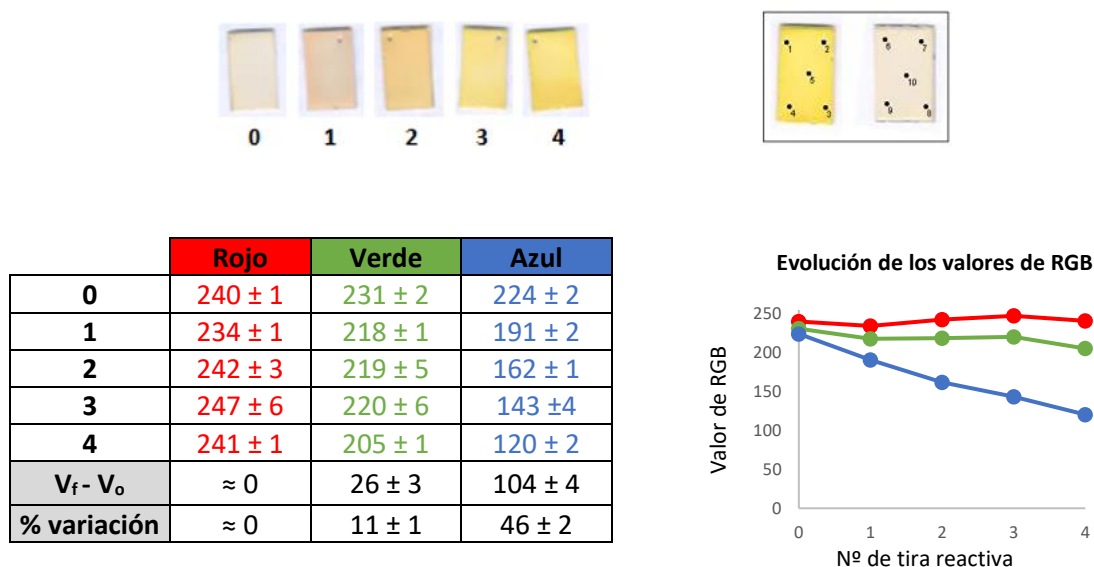 0 1 2 3 4
1 2 6 7
5 10
4 3 9 8
Rojo Verde Azul
0 240 ± 1 231 ± 2 224 ± 2
1 234 ± 1 218 ± 1 191 ± 2
2 242 ± 3 219 ± 5 162 ± 1
3 247 ± 6 220 ± 6 143 ±4
4 241 ± 1 205 ± 1 120 ± 2
Vf - Vo ≈ 0 26 ± 3 104 ± 4
% variación ≈ 0 11 ± 1 46 ± 2
Evolución de los valores de RGB
Valor de RGB
250
200
150
100
50
0
0 1 2 3 4
Nº de tira reactiva